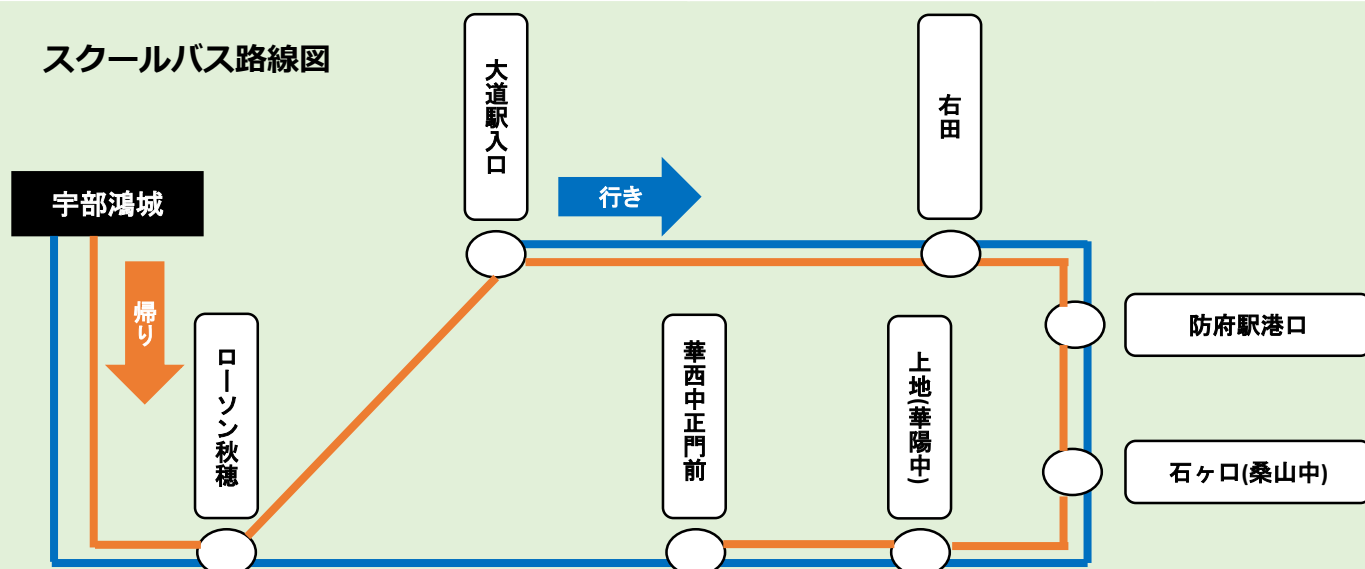 スクールバス路線図
大道駅入口
右田
宇部鴻城
行き
帰り
ローソン秋穂
華西中正門前
上地(華陽中)
防府駅港口
石ヶ口(桑山中)